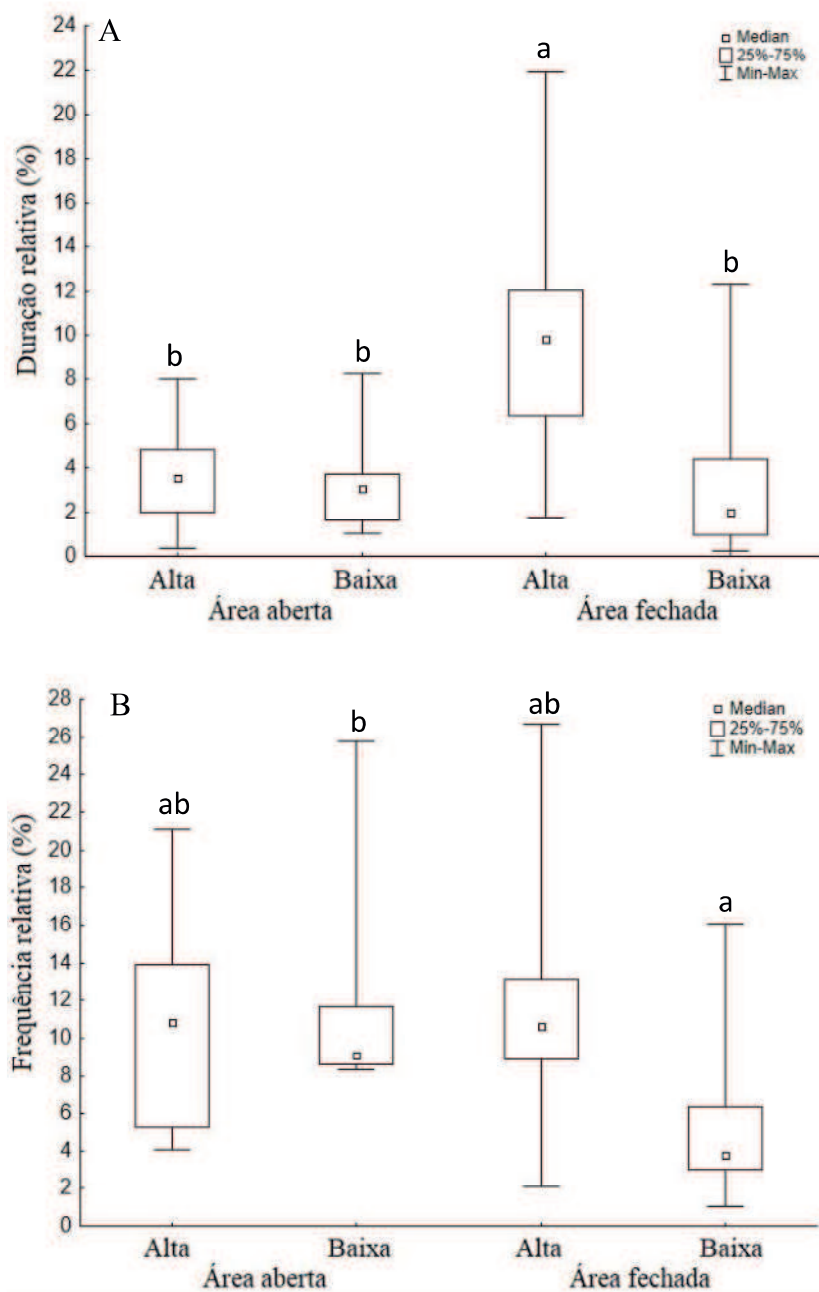 A
Median
25%-75%
Min-Max
Duração relativa (%)
24
22
20
18
16
14
12
10
8
6
4
2
0
b
b
a
b
Alta
Baixa
Alta
Baixa
Área aberta
Área fechada
B
Median
25%-75%
Min-Max
Frequência relativa (%)
28
26
24
22
20
18
16
14
12
10
8
6
4
2
0
ab
b
ab
a
Alta
Baixa
Alta
Baixa
Área aberta
Área fechada